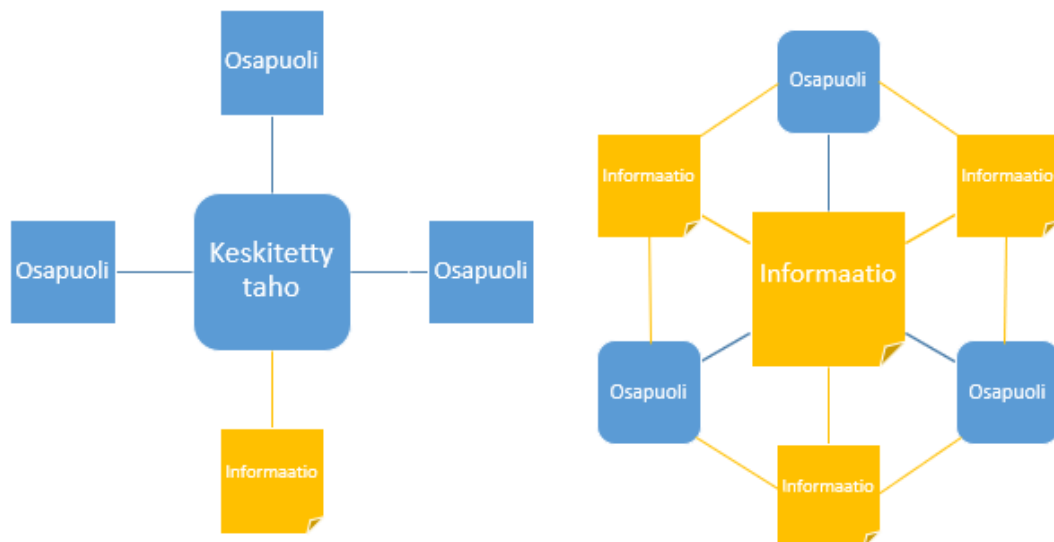 Osapuoli
Osapuoli
Keskitetty
taho
Osapuoli
Informaatio
Osapuoli
Informaatio
Informaatio
Informaatio
Osapuoli
Osapuoli
Informaatio